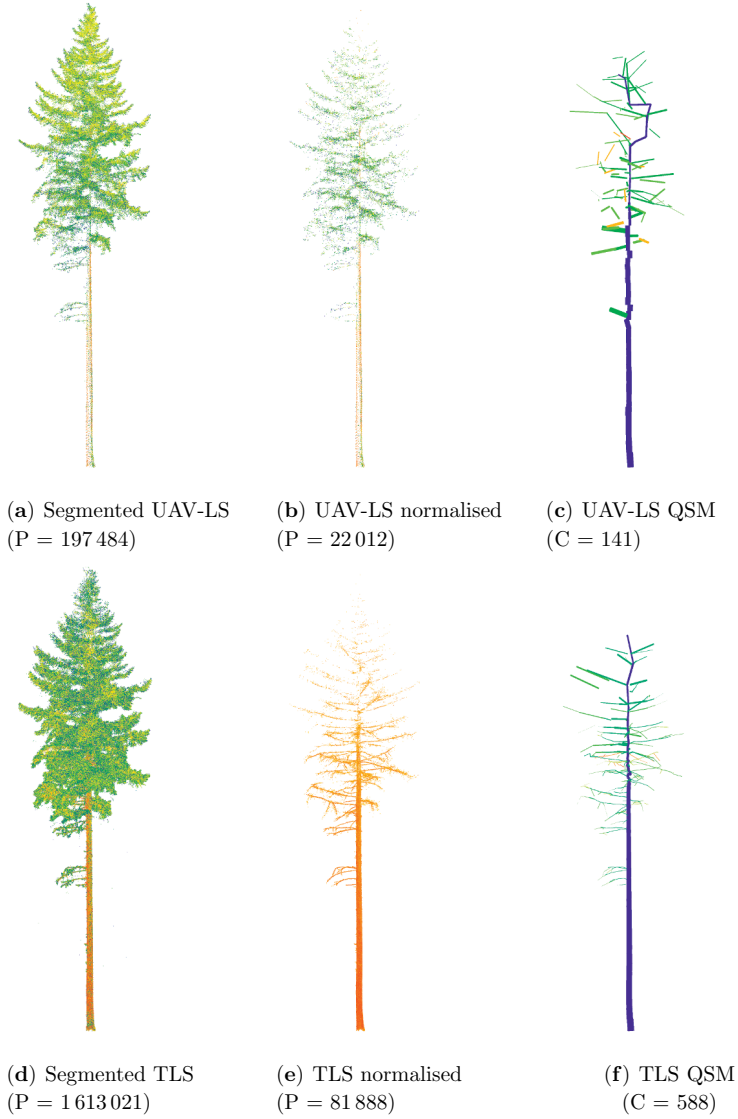 (a) Segmented UAV-LS
(P = 197 484)
(b) UAV-LS normalised
(P = 22 012)
(c) UAV-LS QSM
(C = 141)
(d) Segmented TLS
(P = 1 613 021)
(e) TLS normalised
(P = 81 888)
(f) TLS QSM
(C = 588)